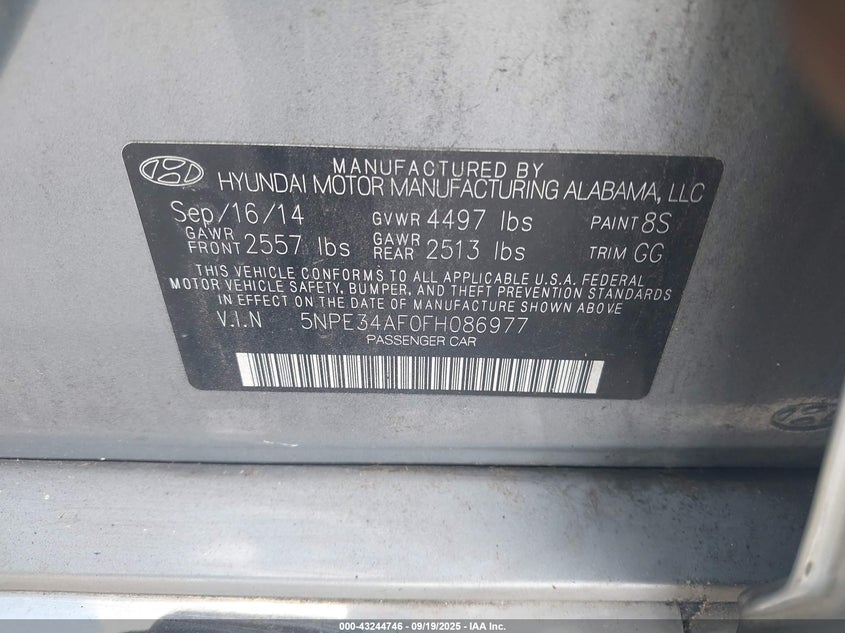 MANUFACTURED BY
HYUNDAI MOTOR MANUFACTURING ALABAMA, LLC
Sep/16/14 GVWR 4497 lbs PAINT 8S
GAWR FRONT 2557 lbs GAWR REAR 2513 lbs TRIM GG
THIS VEHICLE CONFORMS TO ALL APPLICABLE U.S.A. FEDERAL
MOTOR VEHICLE SAFETY, BUMPER, AND THEFT PREVENTION STANDARDS
IN EFFECT ON THE DATE OF MANUFACTURE SHOWN ABOVE
V.I.N 5NPE34AF0FH086977
PASSENGER CAR
000-43244746 - 09/19/2025 - IAA Inc.